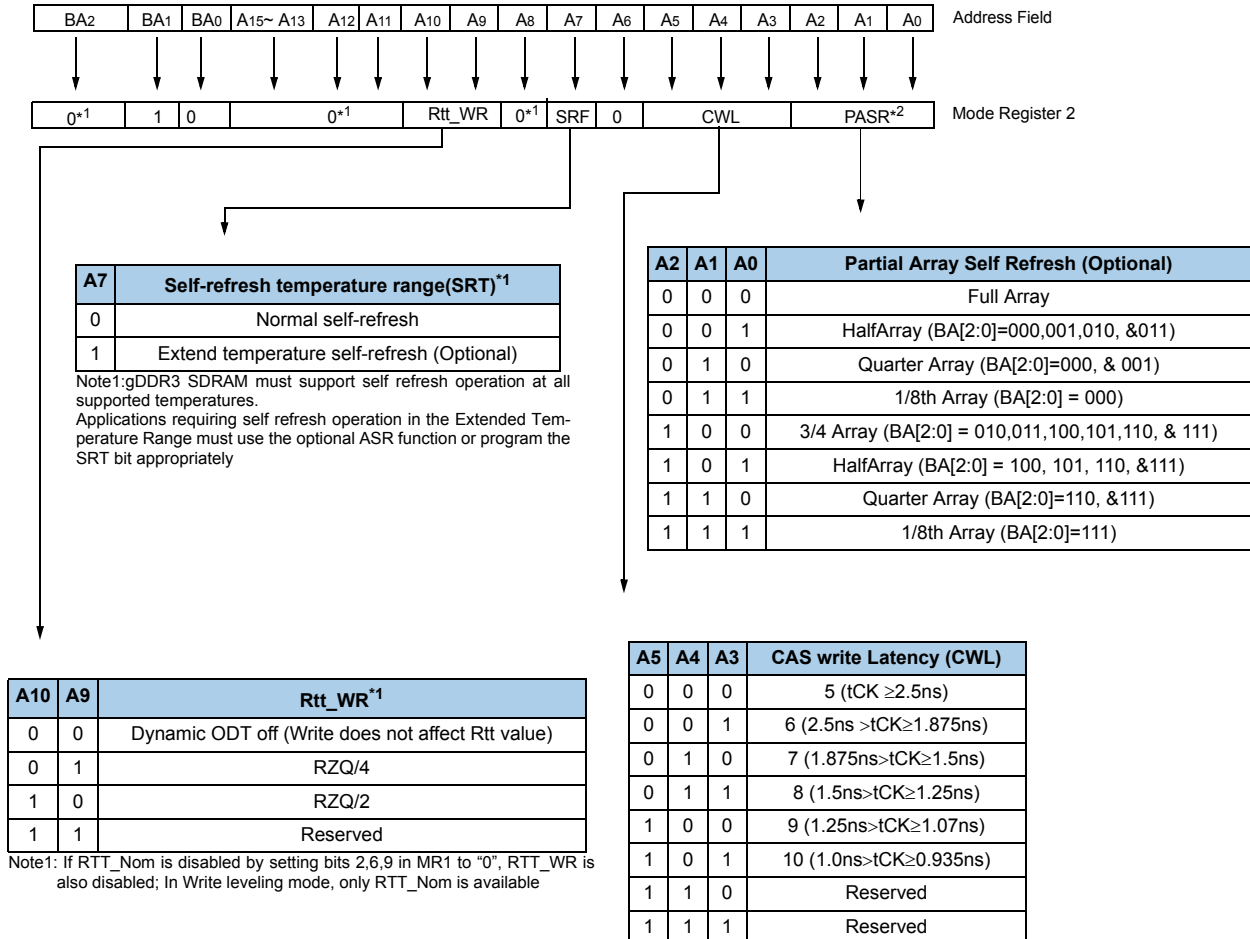 BA2 BA1 BA0 A15~ A13 A12 A11 A10 A9 A8 A7 A6 A5 A4 A3 A2 A1 A0 Address Field
0*1 1 0 0*1 Rtt_WR 0*1 SRF 0 CWL PASR*2 Mode Register 2
A7 Self-refresh temperature range(SRT)*1
0 Normal self-refresh
1 Extend temperature self-refresh (Optional)
Note1:gDDR3 SDRAM must support self refresh operation at all
supported temperatures.
Applications requiring self refresh operation in the Extended Tem-
perature Range must use the optional ASR function or program the
SRT bit appropriately
A2 A1 A0 Partial Array Self Refresh (Optional)
0 0 0 Full Array
0 0 1 HalfArray (BA[2:0]=000,001,010, &011)
0 1 0 Quarter Array (BA[2:0]=000, & 001)
0 1 1 1/8th Array (BA[2:0] = 000)
1 0 0 3/4 Array (BA[2:0] = 010,011,100,101,110, & 111)
1 0 1 HalfArray (BA[2:0] = 100, 101, 110, &111)
1 1 0 Quarter Array (BA[2:0]=110, &111)
1 1 1 1/8th Array (BA[2:0]=111)
A10 A9 Rtt_WR*1
0 0 Dynamic ODT off (Write does not affect Rtt value)
0 1 RZQ/4
1 0 RZQ/2
1 1 Reserved
Note1: If RTT_Nom is disabled by setting bits 2,6,9 in MR1 to “0”, RTT_WR is
also disabled; In Write leveling mode, only RTT_Nom is available
A5 A4 A3 CAS write Latency (CWL)
0 0 0 5 (tCK ≥2.5ns)
0 0 1 6 (2.5ns >tCK≥1.875ns)
0 1 0 7 (1.875ns>tCK≥1.5ns)
0 1 1 8 (1.5ns>tCK≥1.25ns)
1 0 0 9 (1.25ns>tCK≥1.07ns)
1 0 1 10 (1.0ns>tCK≥0.935ns)
1 1 0 Reserved
1 1 1 Reserved